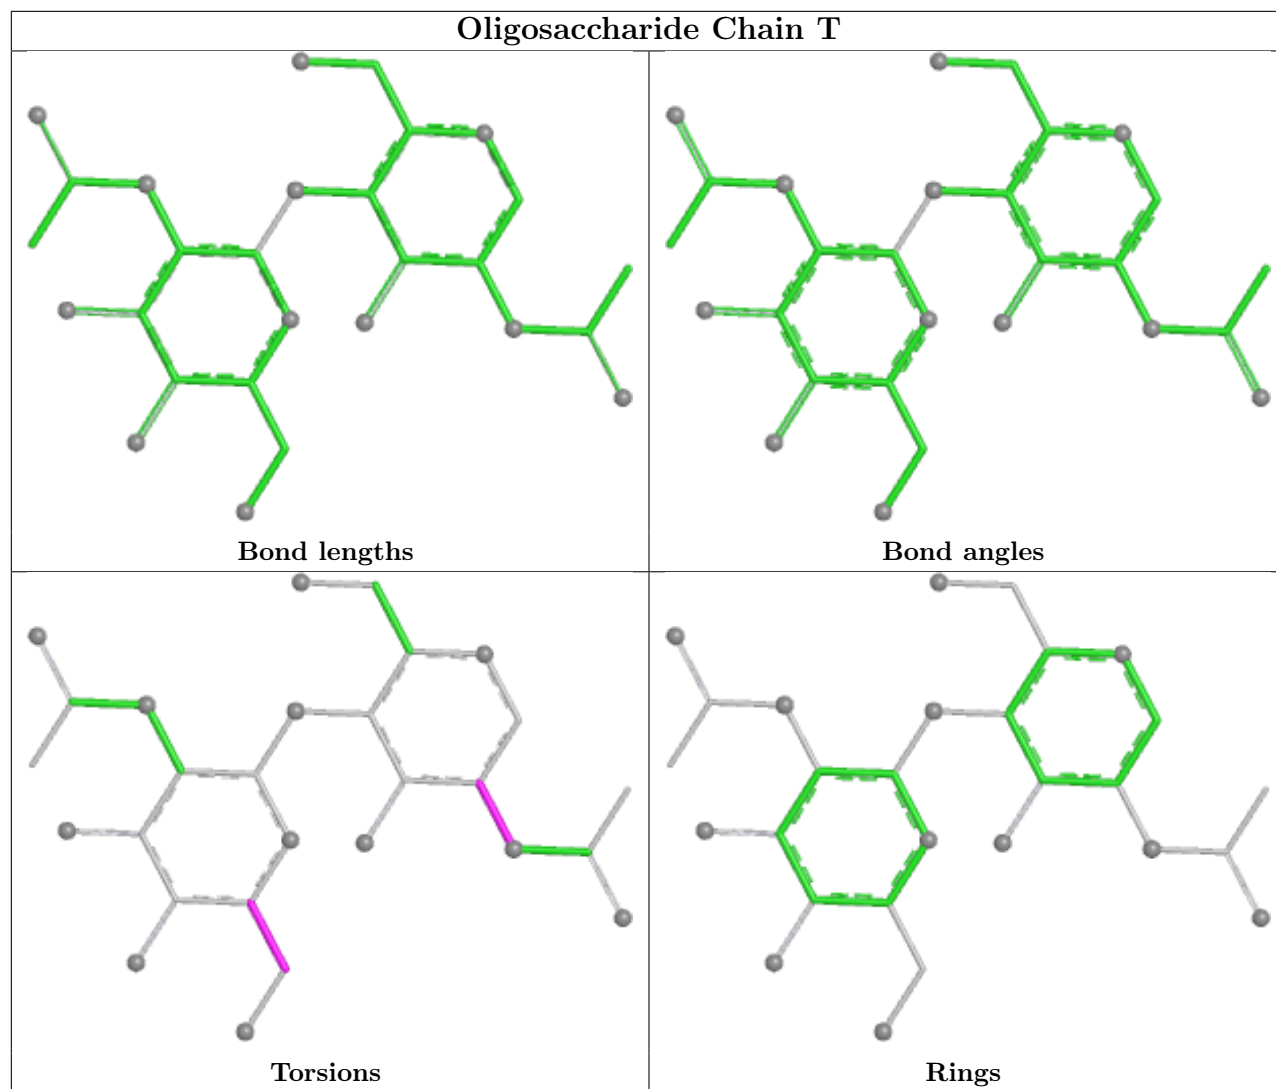 Oligosaccharide Chain T
Bond lengths
Bond angles
Torsions
Rings